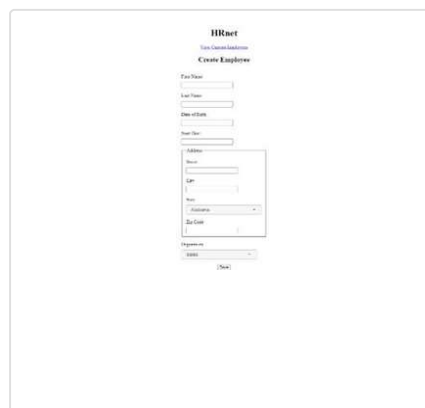 HRnet
View Current Employees
Create Employee
First Name
Last Name
Date of Birth
Start Date
Address
Street
City
State
Alabama
Zip Code
Department
Sales
Save